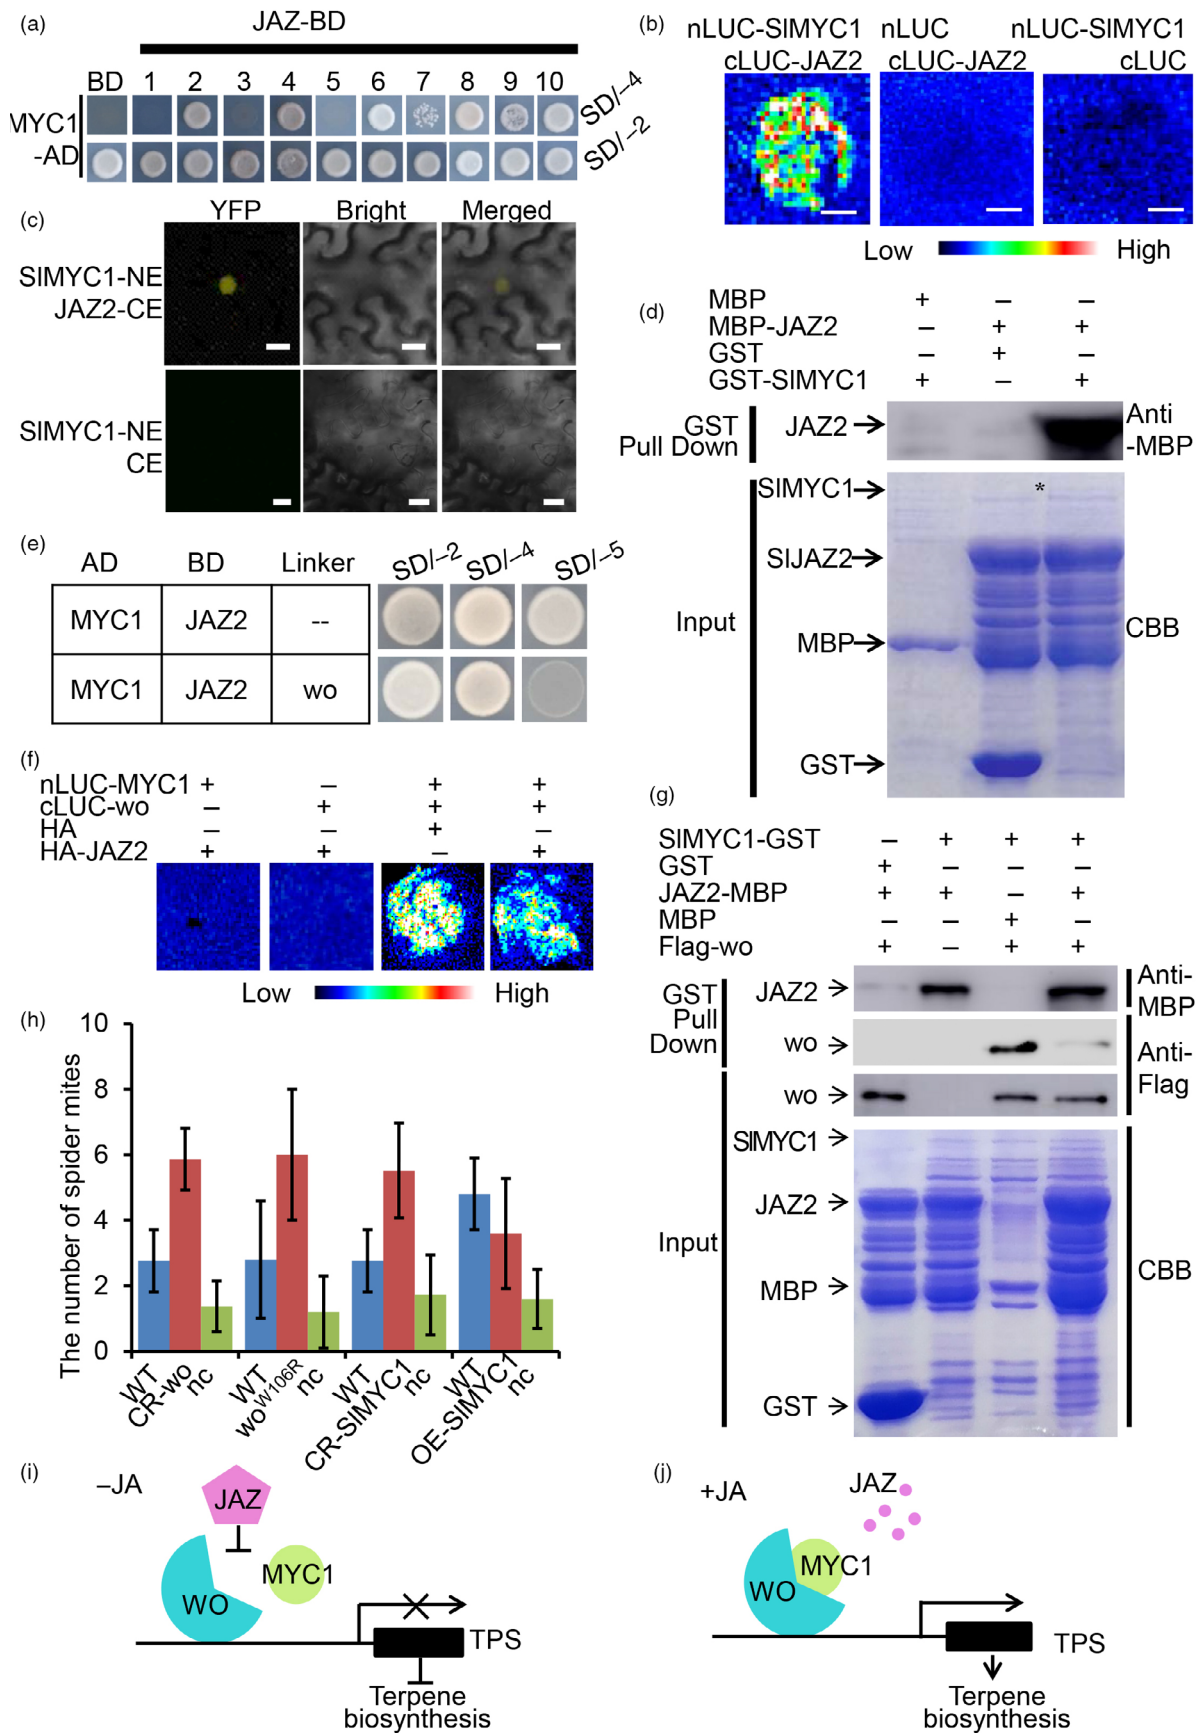 (a)
JAZ-BD
BD 1 2 3 4 5 6 7 8 9 10
MYC1
-AD
SD/–4
SD/–2
(b)
nLUC-SlMYC1 nLUC nLUC-SlMYC1
cLUC-JAZ2 cLUC-JAZ2 cLUC
Low High
(c)
YFP Bright Merged
SlMYC1-NE
JAZ2-CE
SlMYC1-NE
CE
(d)
MBP + – –
MBP-JAZ2 – + +
GST – + –
GST-SlMYC1 + – +
GST
Pull Down
JAZ2
Anti
-MBP
Input
SlMYC1
*
SlJAZ2
MBP
GST
CBB
(e)
AD BD Linker SD/–2 SD/–4 SD/–5
MYC1 JAZ2 --
MYC1 JAZ2 wo
(f)
nLUC-MYC1 + – + +
cLUC-wo – + + +
HA – – + –
HA-JAZ2 + + – +
Low High
(g)
SlMYC1-GST – + + +
GST + – – –
JAZ2-MBP + + – +
MBP – – + –
Flag-wo + – + +
GST
Pull
Down
JAZ2
wo
Anti-
MBP
Anti-
Flag
Input
wo
SlMYC1
JAZ2
MBP
GST
CBB
(h)
The number of spider mites
10
8
6
4
2
0
WT CR-wo nc WT wo^W106R nc WT CR-SlMYC1 nc WT OE-SlMYC1 nc
(i)
–JA
JAZ
WO
MYC1
TPS
Terpene
biosynthesis
(j)
+JA
JAZ
WO
MYC1
TPS
Terpene
biosynthesis